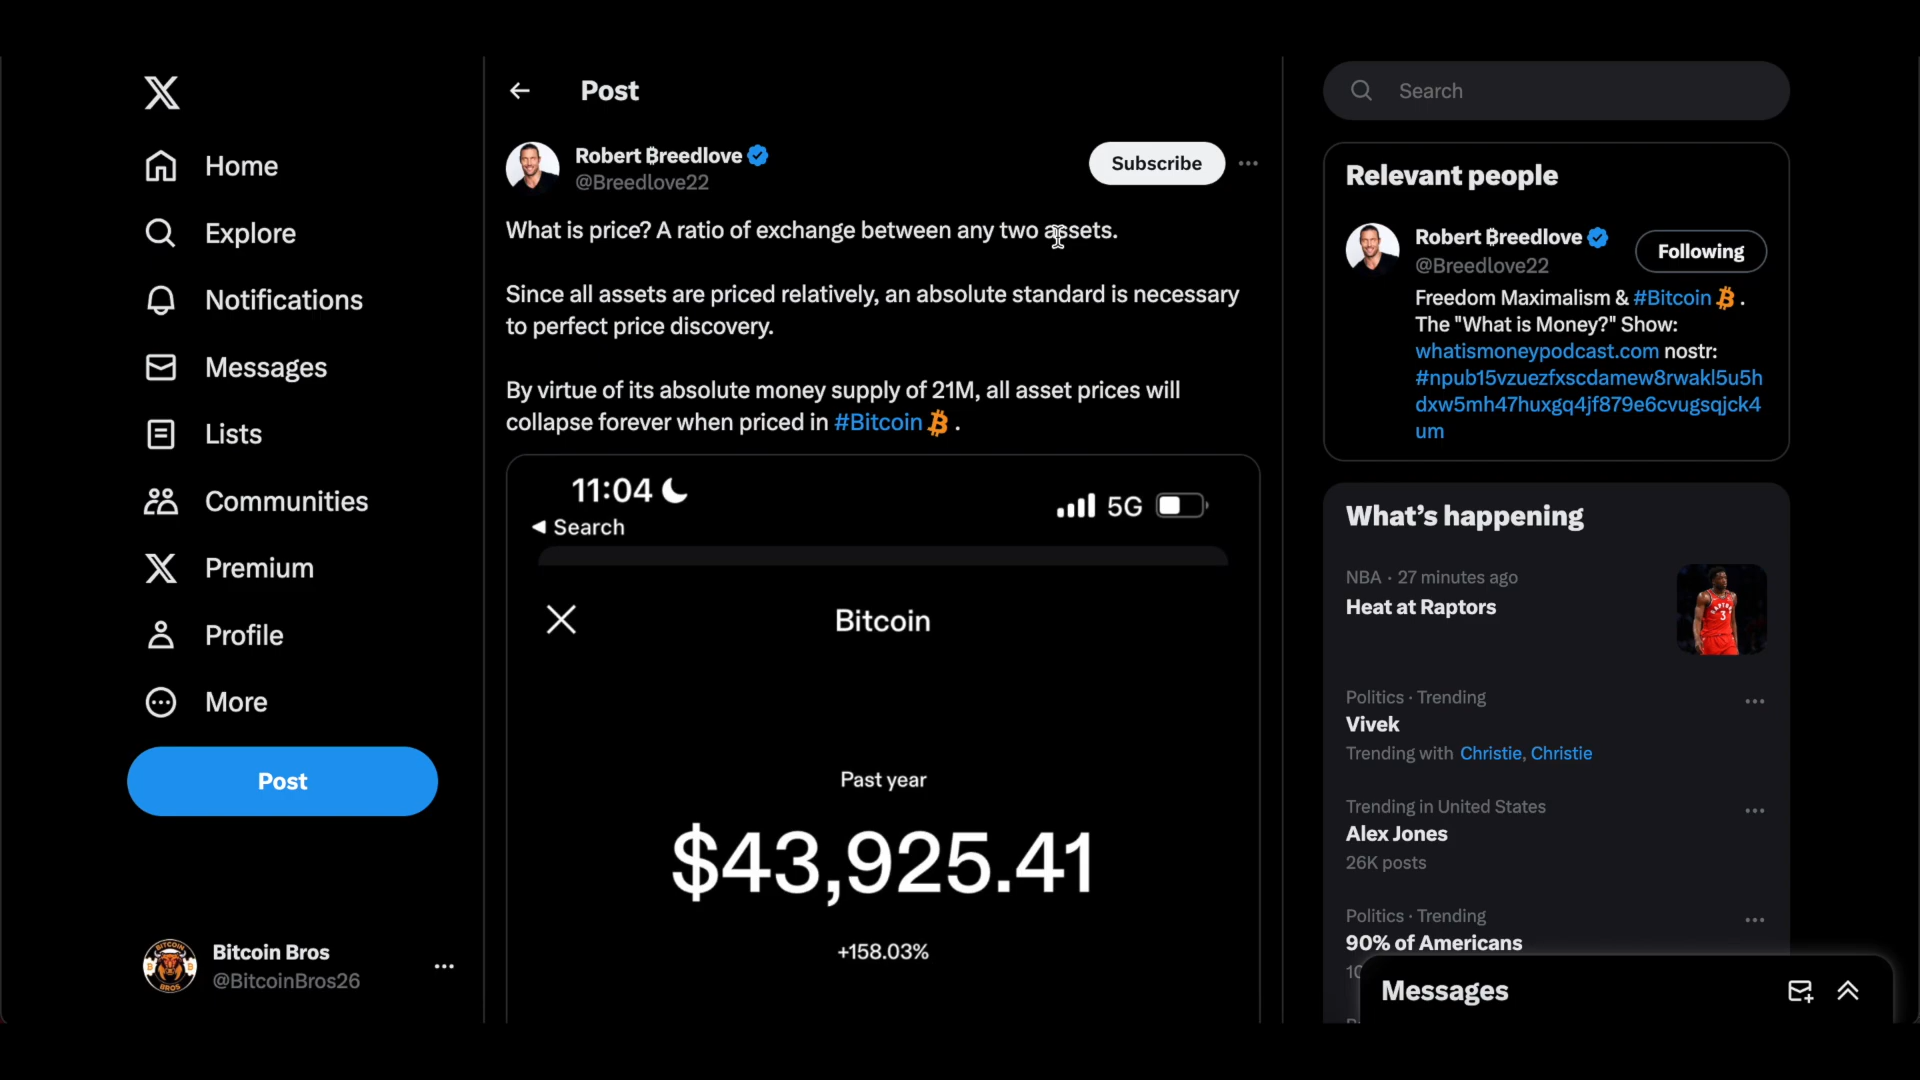 X
Home
Explore
Notifications
Messages
Lists
Communities
Premium
Profile
More
Post
Bitcoin Bros
@BitcoinBros26
Post
Robert ₿reedlove
@Breedlove22
Subscribe
What is price? A ratio of exchange between any two assets.
Since all assets are priced relatively, an absolute standard is necessary
to perfect price discovery.
By virtue of its absolute money supply of 21M, all asset prices will
collapse forever when priced in #Bitcoin .
11:04
5G
Search
Bitcoin
Past year
$43,925.41
+158.03%
Search
Relevant people
Robert ₿reedlove
@Breedlove22
Following
Freedom Maximalism & #Bitcoin .
The "What is Money?" Show:
whatismoneypodcast.com nostr:
#npub15vzuezfxscdamew8rwakl5u5h
dxw5mh47huxgq4jf879e6cvugsqjck4
um
What's happening
NBA · 27 minutes ago
Heat at Raptors
Politics · Trending
Vivek
Trending with Christie, Christie
Trending in United States
Alex Jones
26K posts
Politics · Trending
90% of Americans
Messages